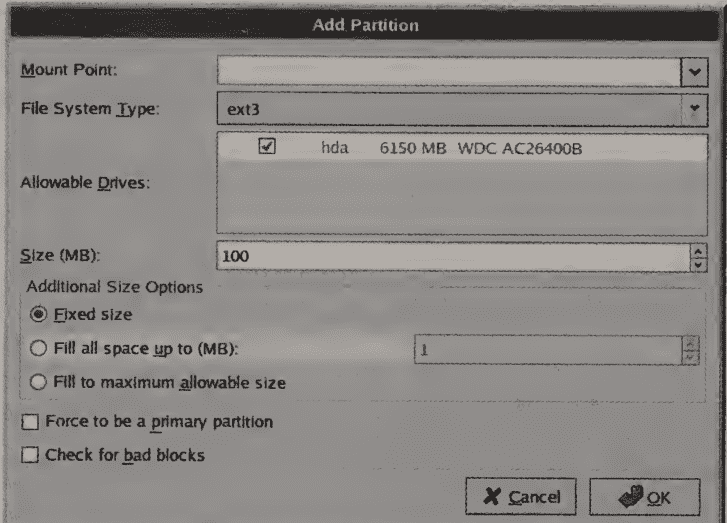 Add Partition
Mount Point:
File System Type: ext3
hda 6150 MB WDC AC26400B
Allowable Drives:
Size (MB): 100
Additional Size Options
Fixed size
Fill all space up to (MB): 1
Fill to maximum allowable size
Force to be a primary partition
Check for bad blocks
Cancel OK